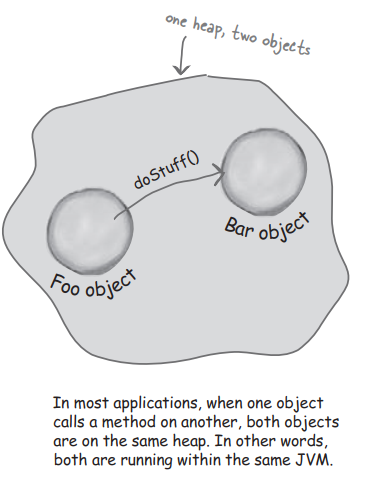 one heap, two objects
doStuff()
Bar object
Foo object
In most applications, when one object
calls a method on another, both objects
are on the same heap. In other words,
both are running within the same JVM.